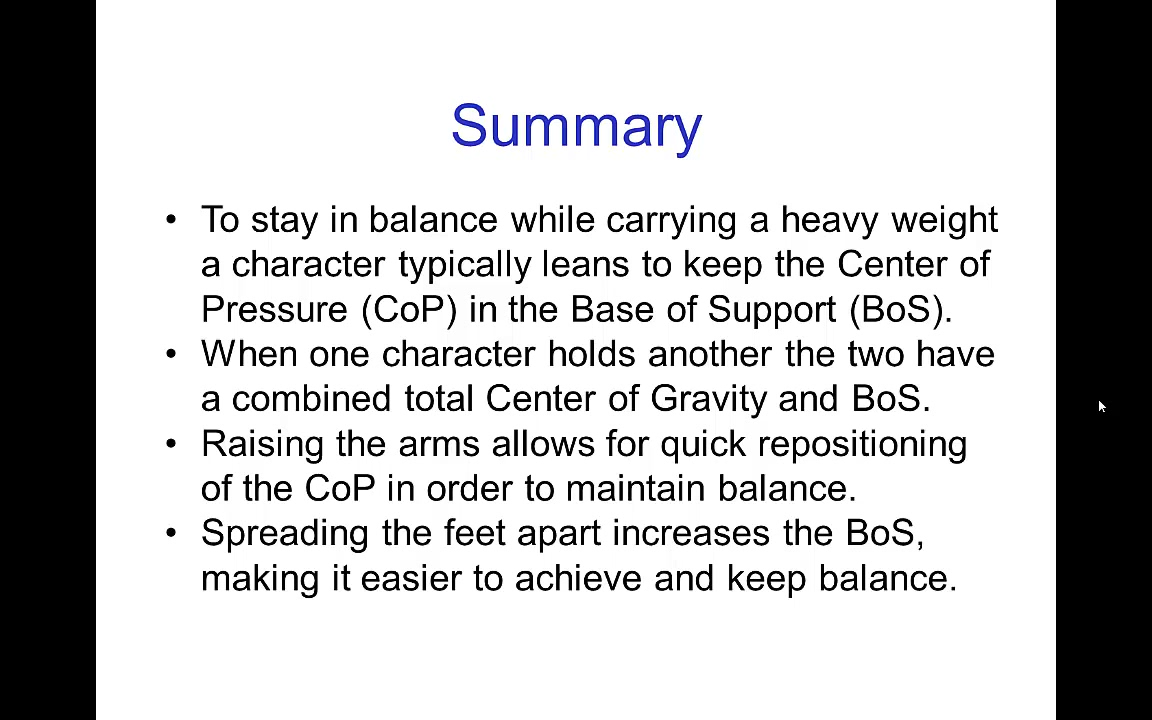 Summary
• To stay in balance while carrying a heavy weight
a character typically leans to keep the Center of
Pressure (CoP) in the Base of Support (BoS).
• When one character holds another the two have
a combined total Center of Gravity and BoS.
• Raising the arms allows for quick repositioning
of the CoP in order to maintain balance.
• Spreading the feet apart increases the BoS,
making it easier to achieve and keep balance.